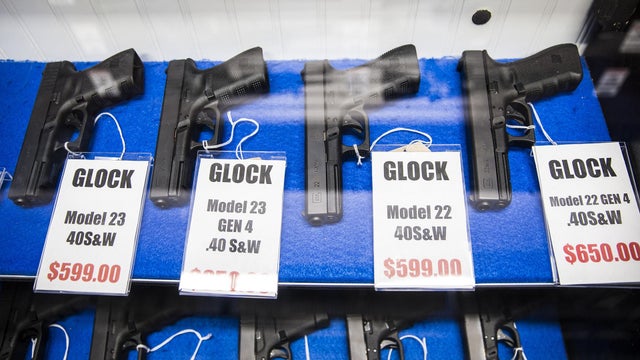 GLOCK
Model 23
40S&W
$599.00
GLOCK
Model 23
GEN 4
.40 S&W
GLOCK
Model 22
40S&W
$599.00
GLOCK
Model 22 GEN 4
.40S&W
$650.00